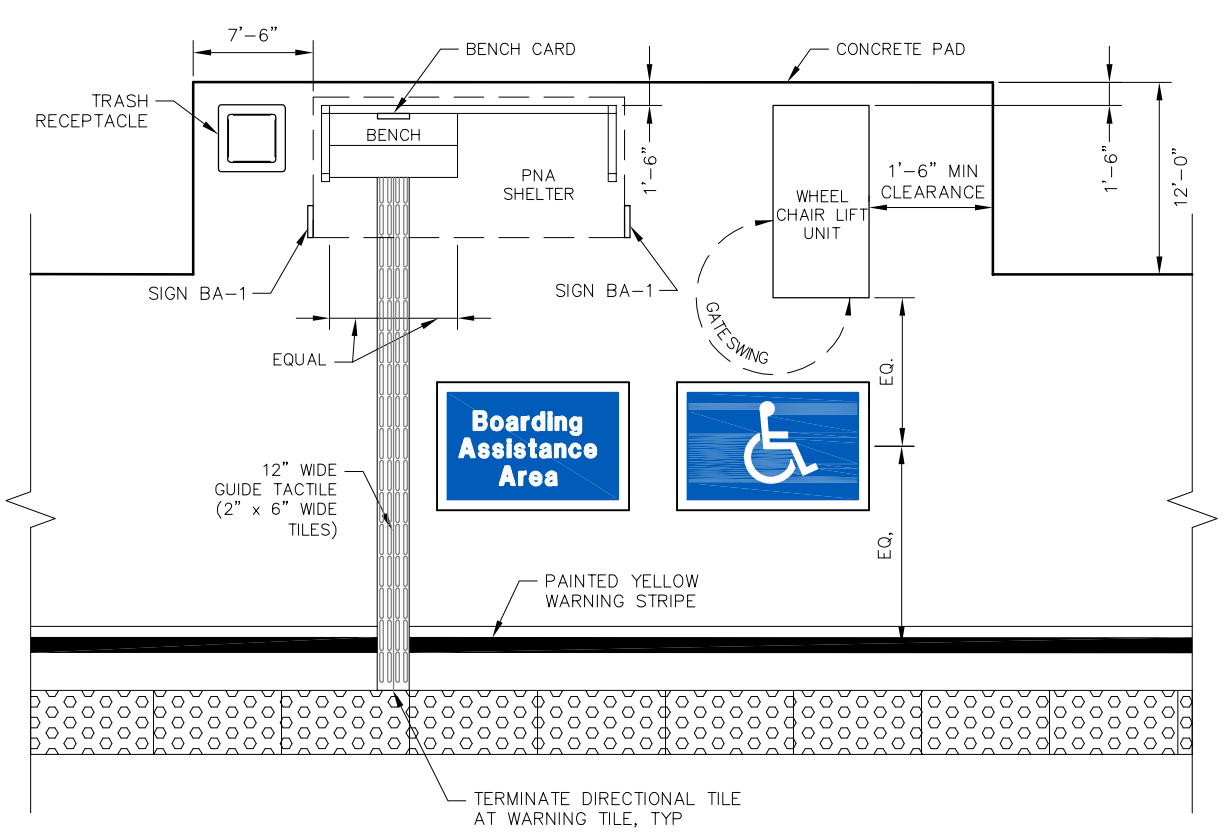 7'-6"
BENCH CARD
CONCRETE PAD
TRASH
RECEPTACLE
BENCH
PNA
SHELTER
1'-6"
WHEEL
CHAIR LIFT
UNIT
1'-6" MIN
CLEARANCE
1'-6"
12'-0"
SIGN BA-1
SIGN BA-1
GATE SWING
EQUAL
EQ.
Boarding
Assistance
Area
12" WIDE
GUIDE TACTILE
(2" x 6" WIDE
TILES)
EQ,
PAINTED YELLOW
WARNING STRIPE
TERMINATE DIRECTIONAL TILE
AT WARNING TILE, TYP